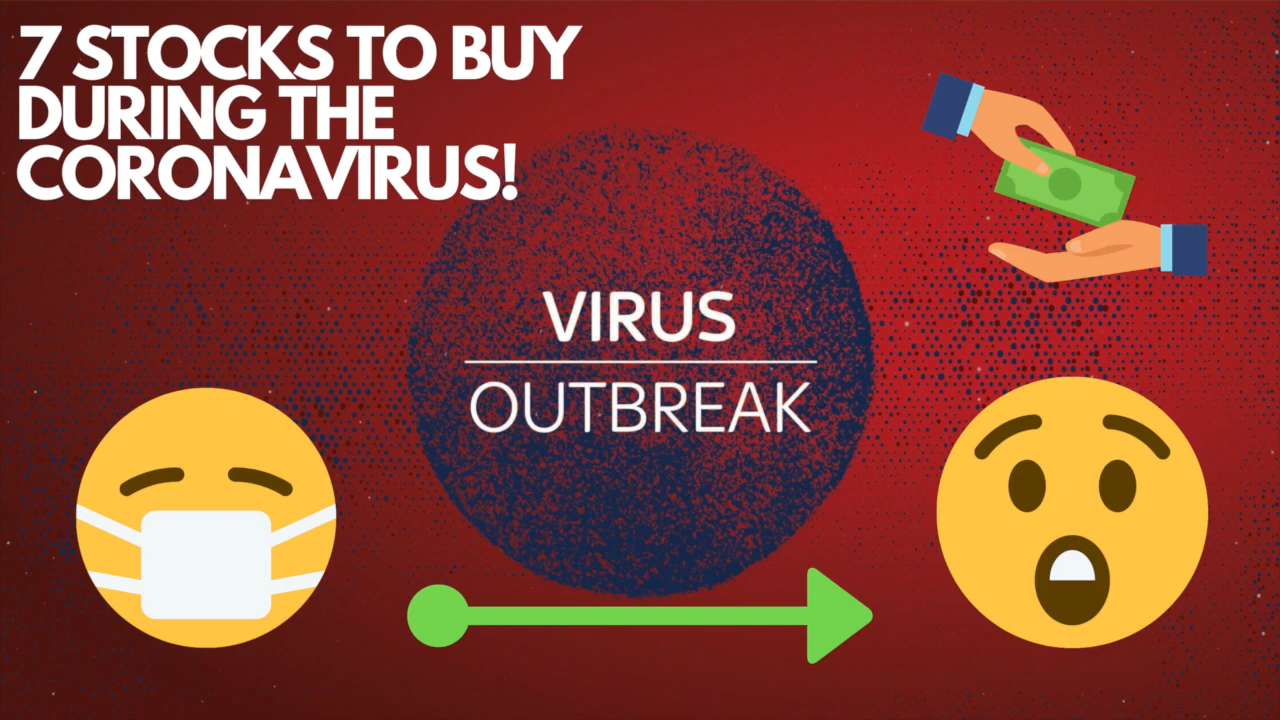 7 STOCKS TO BUY
DURING THE
CORONAVIRUS!
VIRUS
OUTBREAK